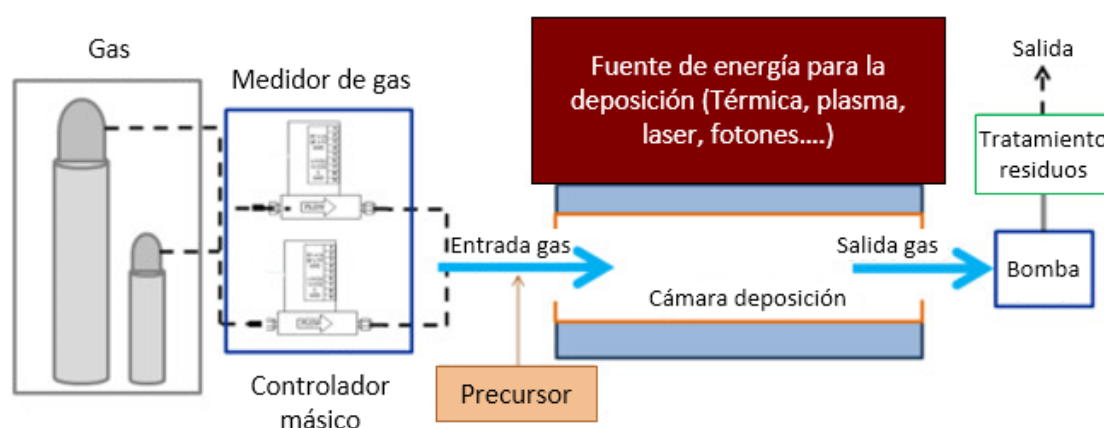 Gas
Medidor de gas
Controlador
másico
Entrada gas
Precursor
Fuente de energía para la
deposición (Térmica, plasma,
laser, fotones....)
Cámara deposición
Salida gas
Bomba
Tratamiento
residuos
Salida